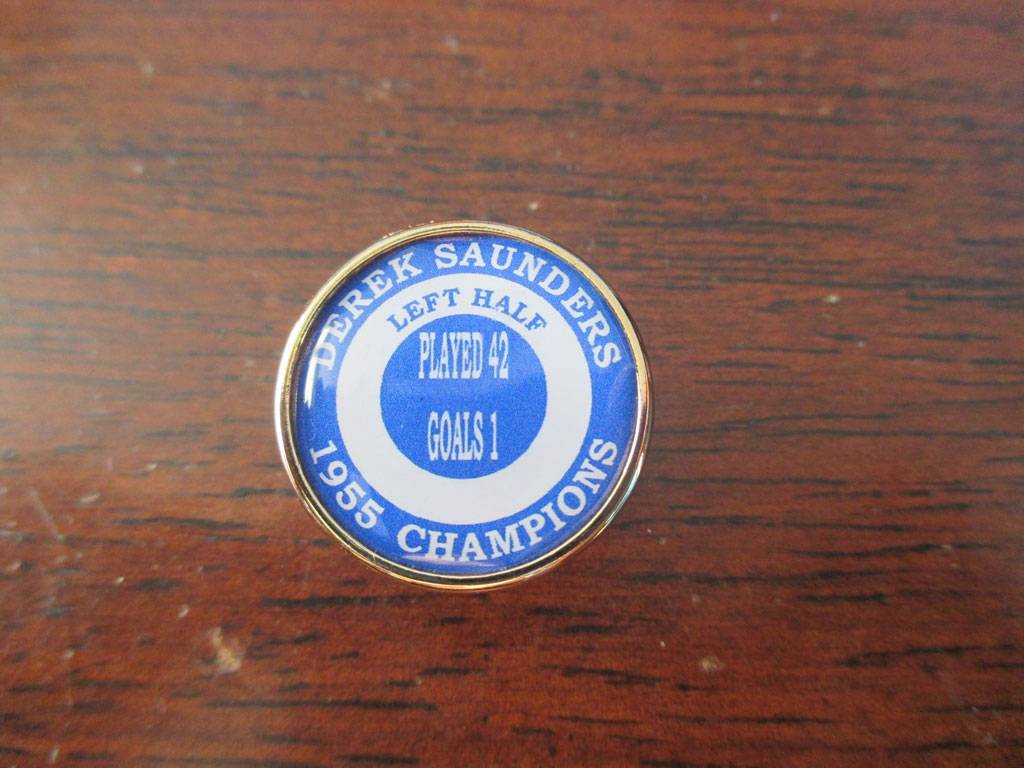 DEREK SAUNDERS
LEFT HALF
PLAYED 42
GOALS 1
1955 CHAMPIONS